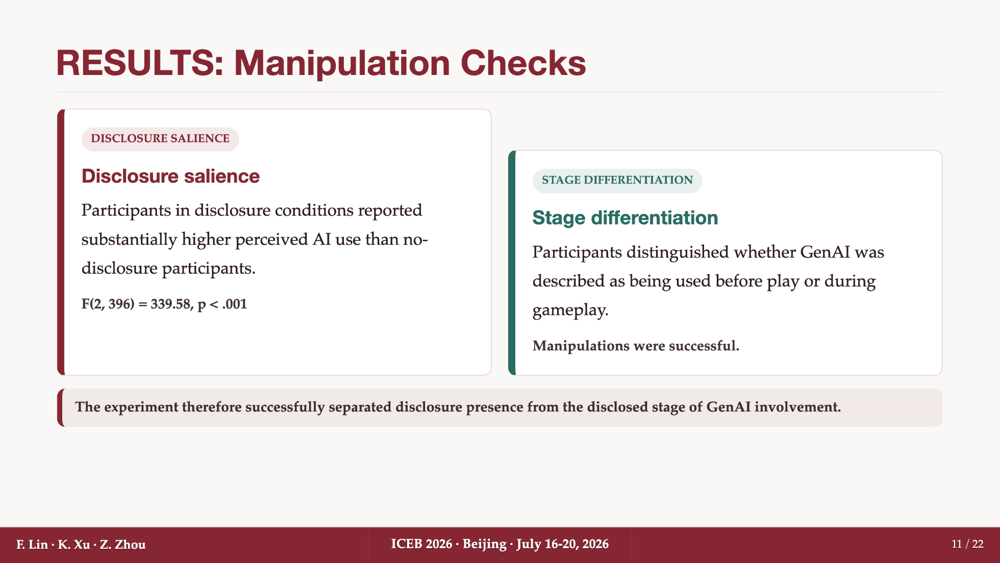 RESULTS: Manipulation Checks
DISCLOSURE SALIENCE
Disclosure salience
Participants in disclosure conditions reported
substantially higher perceived AI use than no-
disclosure participants.
F(2, 396) = 339.58, p < .001
STAGE DIFFERENTIATION
Stage differentiation
Participants distinguished whether GenAI was
described as being used before play or during
gameplay.
Manipulations were successful.
The experiment therefore successfully separated disclosure presence from the disclosed stage of GenAI involvement.
F. Lin · K. Xu · Z. Zhou
ICEB 2026 · Beijing · July 16-20, 2026
11 / 22